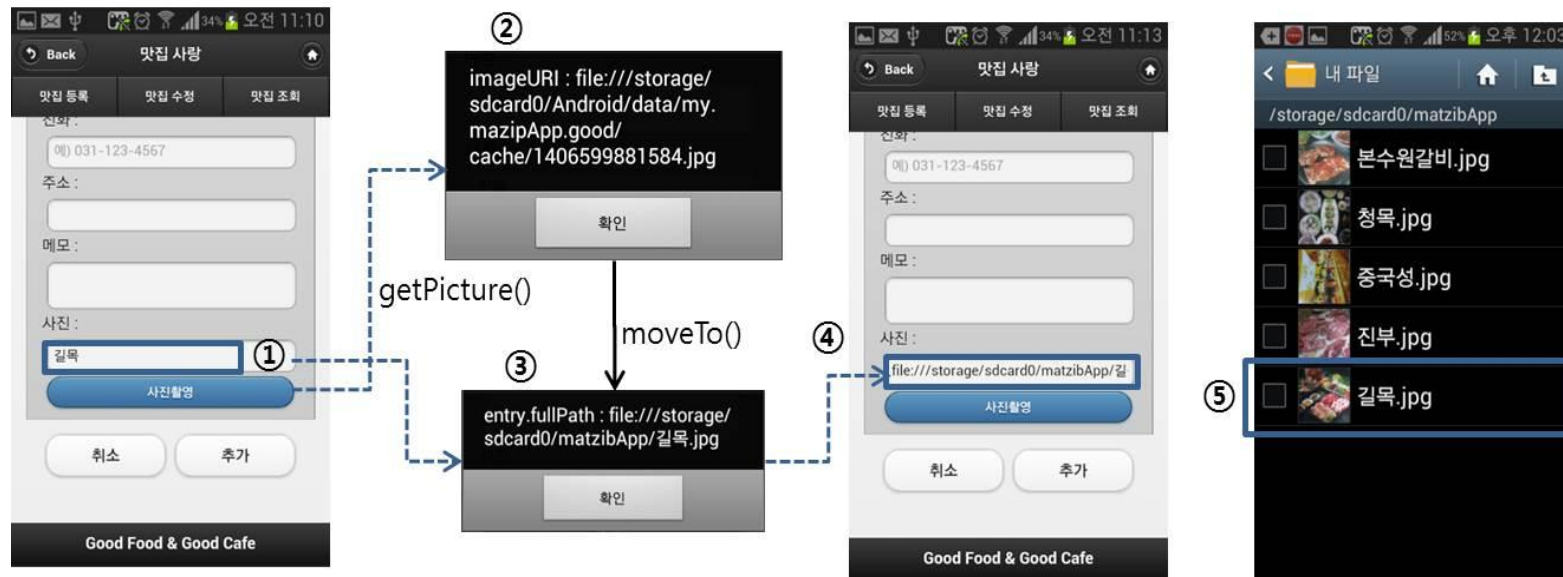 34% 오전 11:10
Back 맛집 사랑
맛집 등록 맛집 수정 맛집 조회
전화 :
예) 031-123-4567
주소 :
메모 :
사진 :
길목 ①
사진촬영
취소 추가
Good Food & Good Cafe
②
imageURI : file:///storage/
sdcard0/Android/data/my.
mazipApp.good/
cache/1406599881584.jpg
확인
getPicture()
moveTo()
③
entry.fullPath : file:///storage/
sdcard0/matzibApp/길목.jpg
확인
34% 오전 11:13
Back 맛집 사랑
맛집 등록 맛집 수정 맛집 조회
전화 :
예) 031-123-4567
주소 :
메모 :
④ 사진 :
file:///storage/sdcard0/matzibApp/길
사진촬영
취소 추가
Good Food & Good Cafe
52% 오후 12:03
< 내 파일
/storage/sdcard0/matzibApp
본수원갈비.jpg
청목.jpg
중국성.jpg
진부.jpg
⑤ 길목.jpg